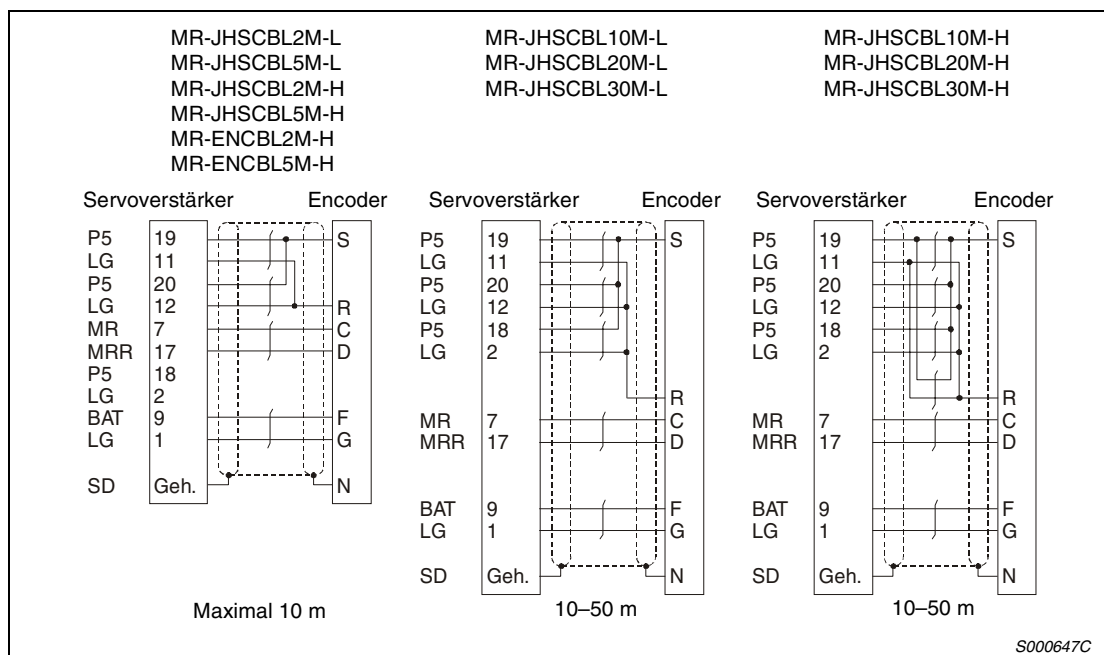 MR-JHSCBL2M-L
MR-JHSCBL5M-L
MR-JHSCBL2M-H
MR-JHSCBL5M-H
MR-ENCBL2M-H
MR-ENCBL5M-H
Servoverstärker Encoder
P5 19 S
LG 11
P5 20
LG 12 R
MR 7 C
MRR 17 D
P5 18
LG 2
BAT 9 F
LG 1 G
SD Geh. N
Maximal 10 m
MR-JHSCBL10M-L
MR-JHSCBL20M-L
MR-JHSCBL30M-L
Servoverstärker Encoder
P5 19 S
LG 11
P5 20
LG 12
P5 18
LG 2
R
MR 7 C
MRR 17 D
BAT 9 F
LG 1 G
SD Geh. N
10–50 m
MR-JHSCBL10M-H
MR-JHSCBL20M-H
MR-JHSCBL30M-H
Servoverstärker Encoder
P5 19 S
LG 11
P5 20
LG 12
P5 18
LG 2
R
MR 7 C
MRR 17 D
BAT 9 F
LG 1 G
SD Geh. N
10–50 m
S000647C